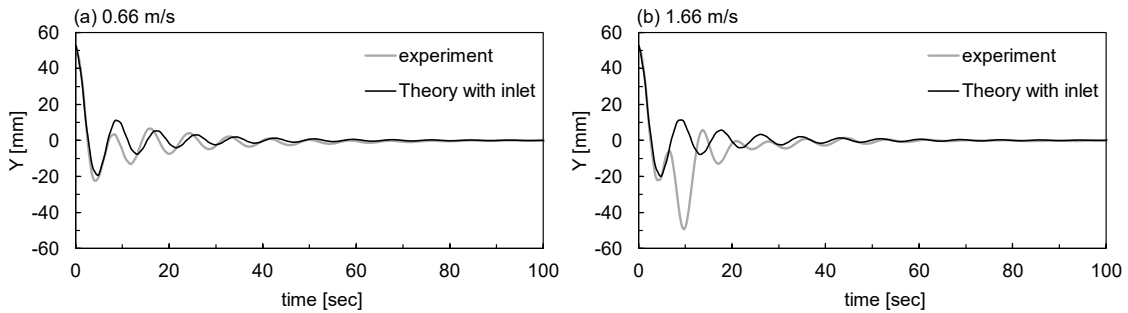 (a) 0.66 m/s
60
40
20
0
-20
-40
-60
Y [mm]
experiment
Theory with inlet
0 20 40 60 80 100
time [sec]
(b) 1.66 m/s
60
40
20
0
-20
-40
-60
Y [mm]
experiment
Theory with inlet
0 20 40 60 80 100
time [sec]